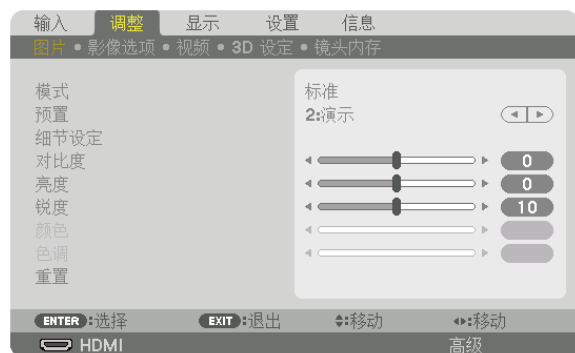 输入 调整 显示 设置 信息
图片 • 影像选项 • 视频 • 3D 设定 • 镜头内存
模式 标准
预置 2:演示
细节设定
对比度 0
亮度 0
锐度 10
颜色
色调
重置
ENTER:选择 EXIT:退出 :移动 :移动
HDMI 高级